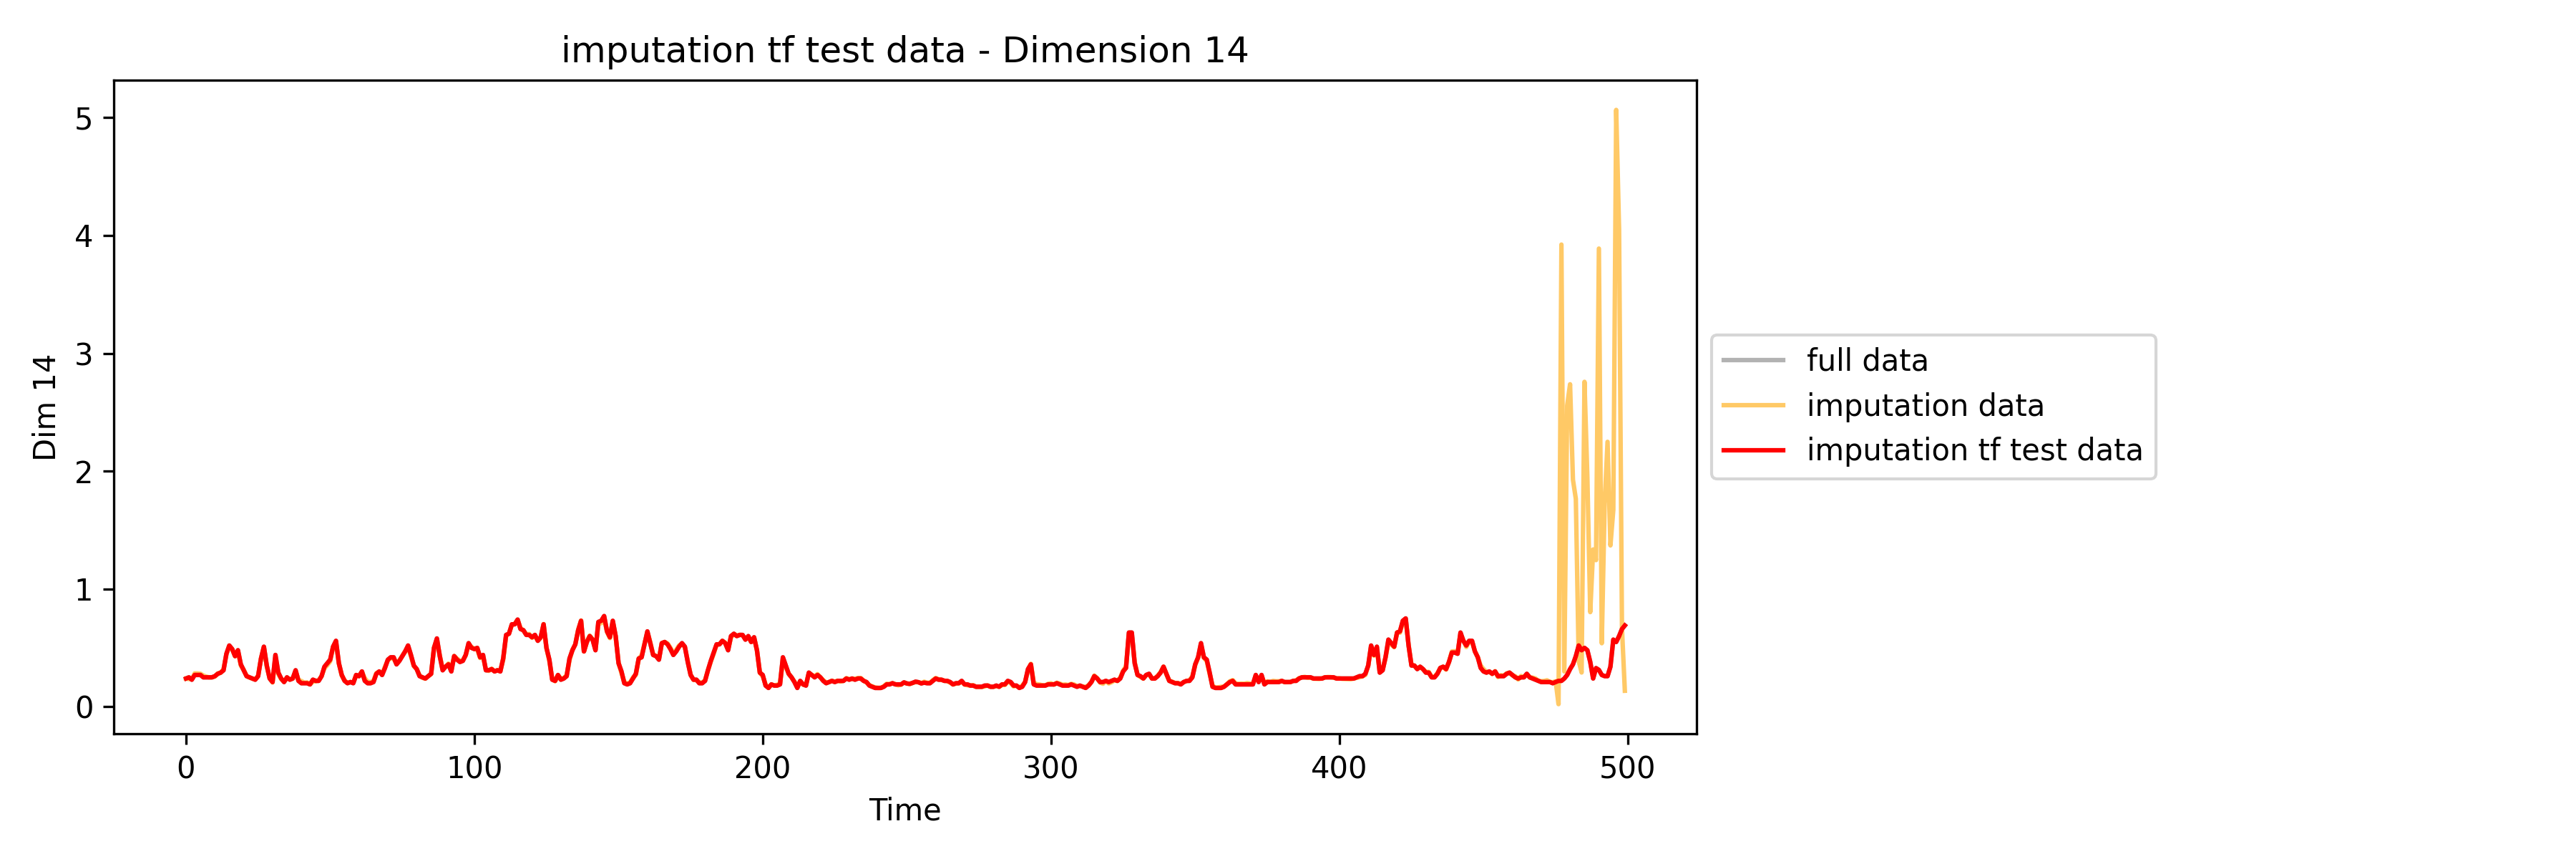 imputation tf test data - Dimension 14
5
4
3
2
1
0
Dim 14
0 100 200 300 400 500
Time
full data
imputation data
imputation tf test data